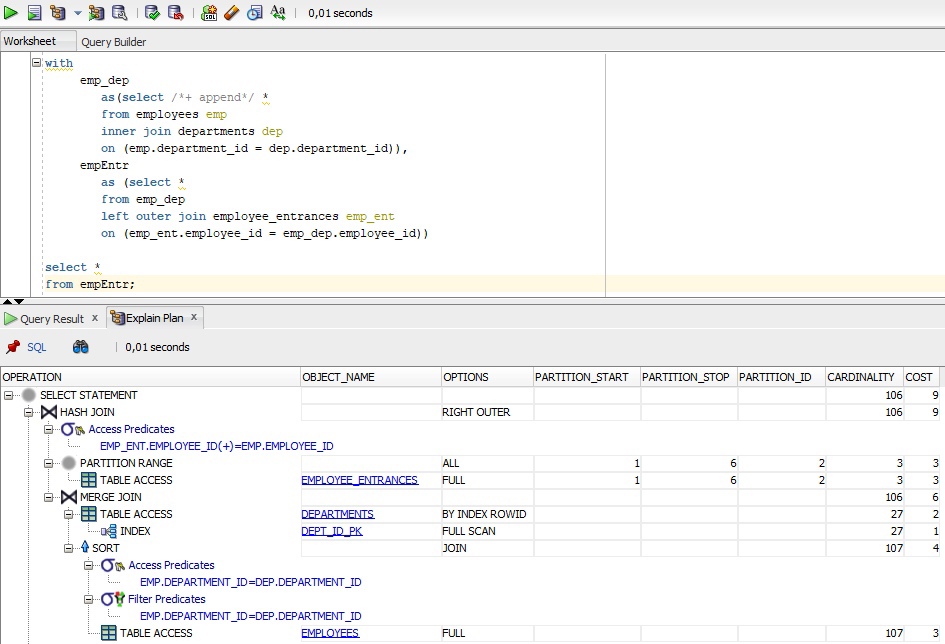 0,01 seconds
Worksheet Query Builder
with
emp_dep
as(select /*+ append*/ *
from employees emp
inner join departments dep
on (emp.department_id = dep.department_id)),
empEntr
as (select *
from emp_dep
left outer join employee_entrances emp_ent
on (emp_ent.employee_id = emp_dep.employee_id))
select *
from empEntr;
Query Result x Explain Plan x
SQL 0,01 seconds
OPERATION OBJECT_NAME OPTIONS PARTITION_START PARTITION_STOP PARTITION_ID CARDINALITY COST
SELECT STATEMENT 106 9
HASH JOIN RIGHT OUTER 106 9
Access Predicates
EMP_ENT.EMPLOYEE_ID(+)=EMP.EMPLOYEE_ID
PARTITION RANGE ALL 1 6 2 3 3
TABLE ACCESS EMPLOYEE_ENTRANCES FULL 1 6 2 3 3
MERGE JOIN 106 6
TABLE ACCESS DEPARTMENTS BY INDEX ROWID 27 2
INDEX DEPT_ID_PK FULL SCAN 27 1
SORT JOIN 107 4
Access Predicates
EMP.DEPARTMENT_ID=DEP.DEPARTMENT_ID
Filter Predicates
EMP.DEPARTMENT_ID=DEP.DEPARTMENT_ID
TABLE ACCESS EMPLOYEES FULL 107 3